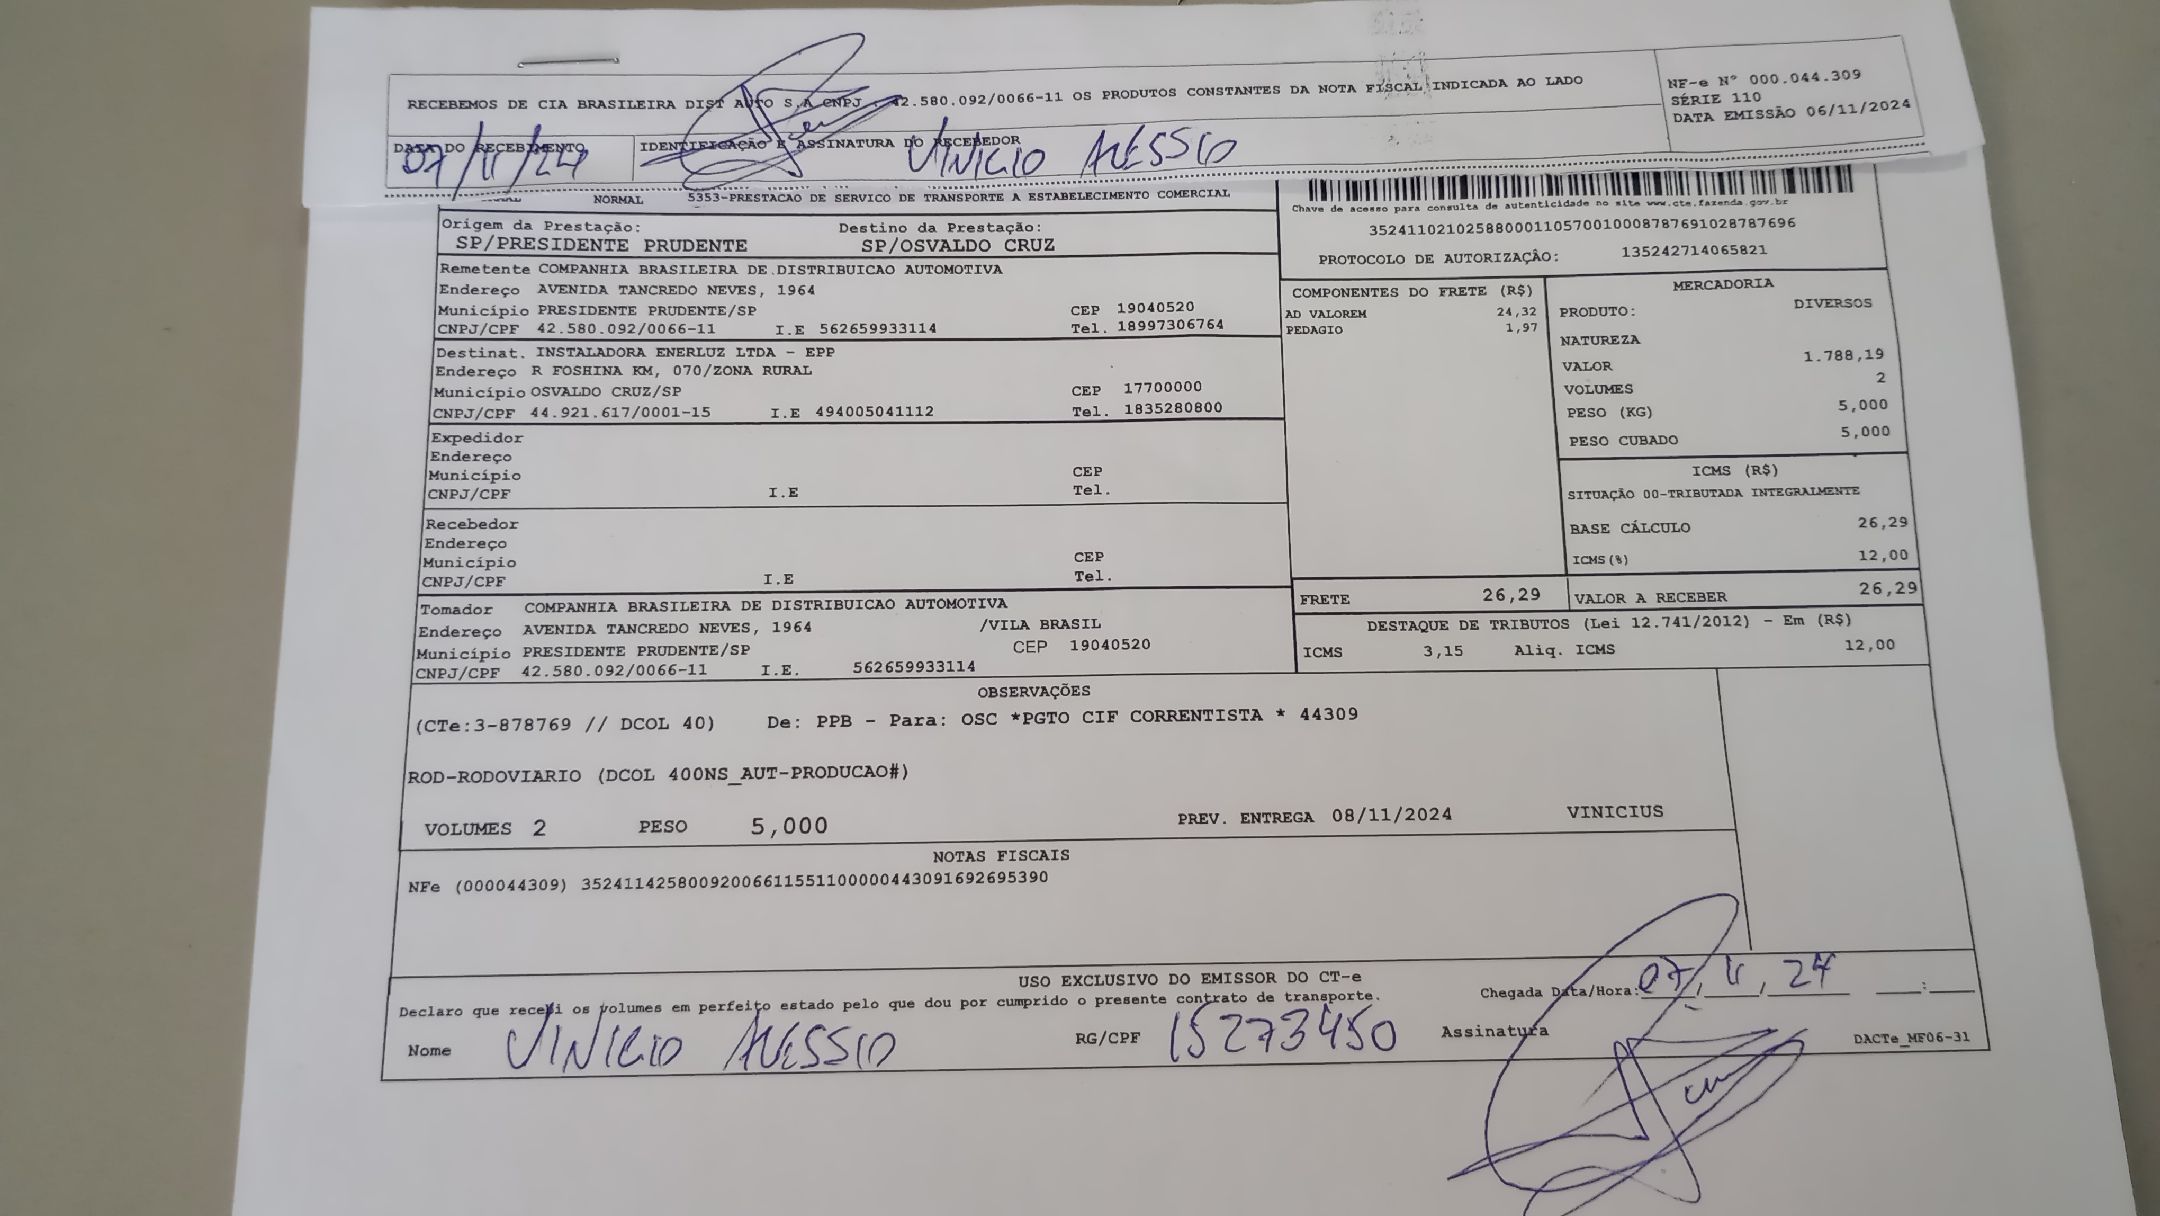 RECEBEMOS DE CIA BRASILEIRA DIST AUTO S.A CNPJ : 42.580.092/0066-11 OS PRODUTOS CONSTANTES DA NOTA FISCAL INDICADA AO LADO
NF-e N° 000.044.309
SÉRIE 110
DATA EMISSÃO 06/11/2024
DATA DO RECEBIMENTO
07/11/24
IDENTIFICAÇÃO E ASSINATURA DO RECEBEDOR
VINICIO ALESSIO
NORMAL 5353-PRESTACAO DE SERVICO DE TRANSPORTE A ESTABELECIMENTO COMERCIAL
Chave de acesso para consulta de autenticidade no site www.cte.fazenda.gov.br
35241102102588000110570010008787691028787696
PROTOCOLO DE AUTORIZAÇÃO: 135242714065821
Origem da Prestação: Destino da Prestação:
SP/PRESIDENTE PRUDENTE SP/OSVALDO CRUZ
Remetente COMPANHIA BRASILEIRA DE DISTRIBUICAO AUTOMOTIVA
Endereço AVENIDA TANCREDO NEVES, 1964
Município PRESIDENTE PRUDENTE/SP CEP 19040520
CNPJ/CPF 42.580.092/0066-11 I.E 562659933114 Tel. 18997306764
Destinat. INSTALADORA ENERLUZ LTDA - EPP
Endereço R FOSHINA KM, 070/ZONA RURAL
Município OSVALDO CRUZ/SP CEP 17700000
CNPJ/CPF 44.921.617/0001-15 I.E 494005041112 Tel. 1835280800
Expedidor
Endereço
Município CEP
CNPJ/CPF I.E Tel.
Recebedor
Endereço
Município CEP
CNPJ/CPF I.E Tel.
Tomador COMPANHIA BRASILEIRA DE DISTRIBUICAO AUTOMOTIVA
Endereço AVENIDA TANCREDO NEVES, 1964 /VILA BRASIL
Município PRESIDENTE PRUDENTE/SP CEP 19040520
CNPJ/CPF 42.580.092/0066-11 I.E. 562659933114
COMPONENTES DO FRETE (R$)
AD VALOREM 24,32
PEDAGIO 1,97
MERCADORIA
PRODUTO: DIVERSOS
NATUREZA
VALOR 1.788,19
VOLUMES 2
PESO (KG) 5,000
PESO CUBADO 5,000
ICMS (R$)
SITUAÇÃO 00-TRIBUTADA INTEGRALMENTE
BASE CÁLCULO 26,29
ICMS(%) 12,00
FRETE 26,29 VALOR A RECEBER 26,29
DESTAQUE DE TRIBUTOS (Lei 12.741/2012) - Em (R$)
ICMS 3,15 Aliq. ICMS 12,00
OBSERVAÇÕES
(CTe:3-878769 // DCOL 40) De: PPB - Para: OSC *PGTO CIF CORRENTISTA * 44309
ROD-RODOVIARIO (DCOL 400NS_AUT-PRODUCAO#)
VOLUMES 2 PESO 5,000 PREV. ENTREGA 08/11/2024 VINICIUS
NOTAS FISCAIS
NFe (000044309) 35241142580092006611551100000443091692695390
USO EXCLUSIVO DO EMISSOR DO CT-e
Declaro que recebi os volumes em perfeito estado pelo que dou por cumprido o presente contrato de transporte.
Chegada Data/Hora: 07/11/24 :
Nome VINICIO ALESSIO RG/CPF 15273450 Assinatura
DACTe_MF06-31